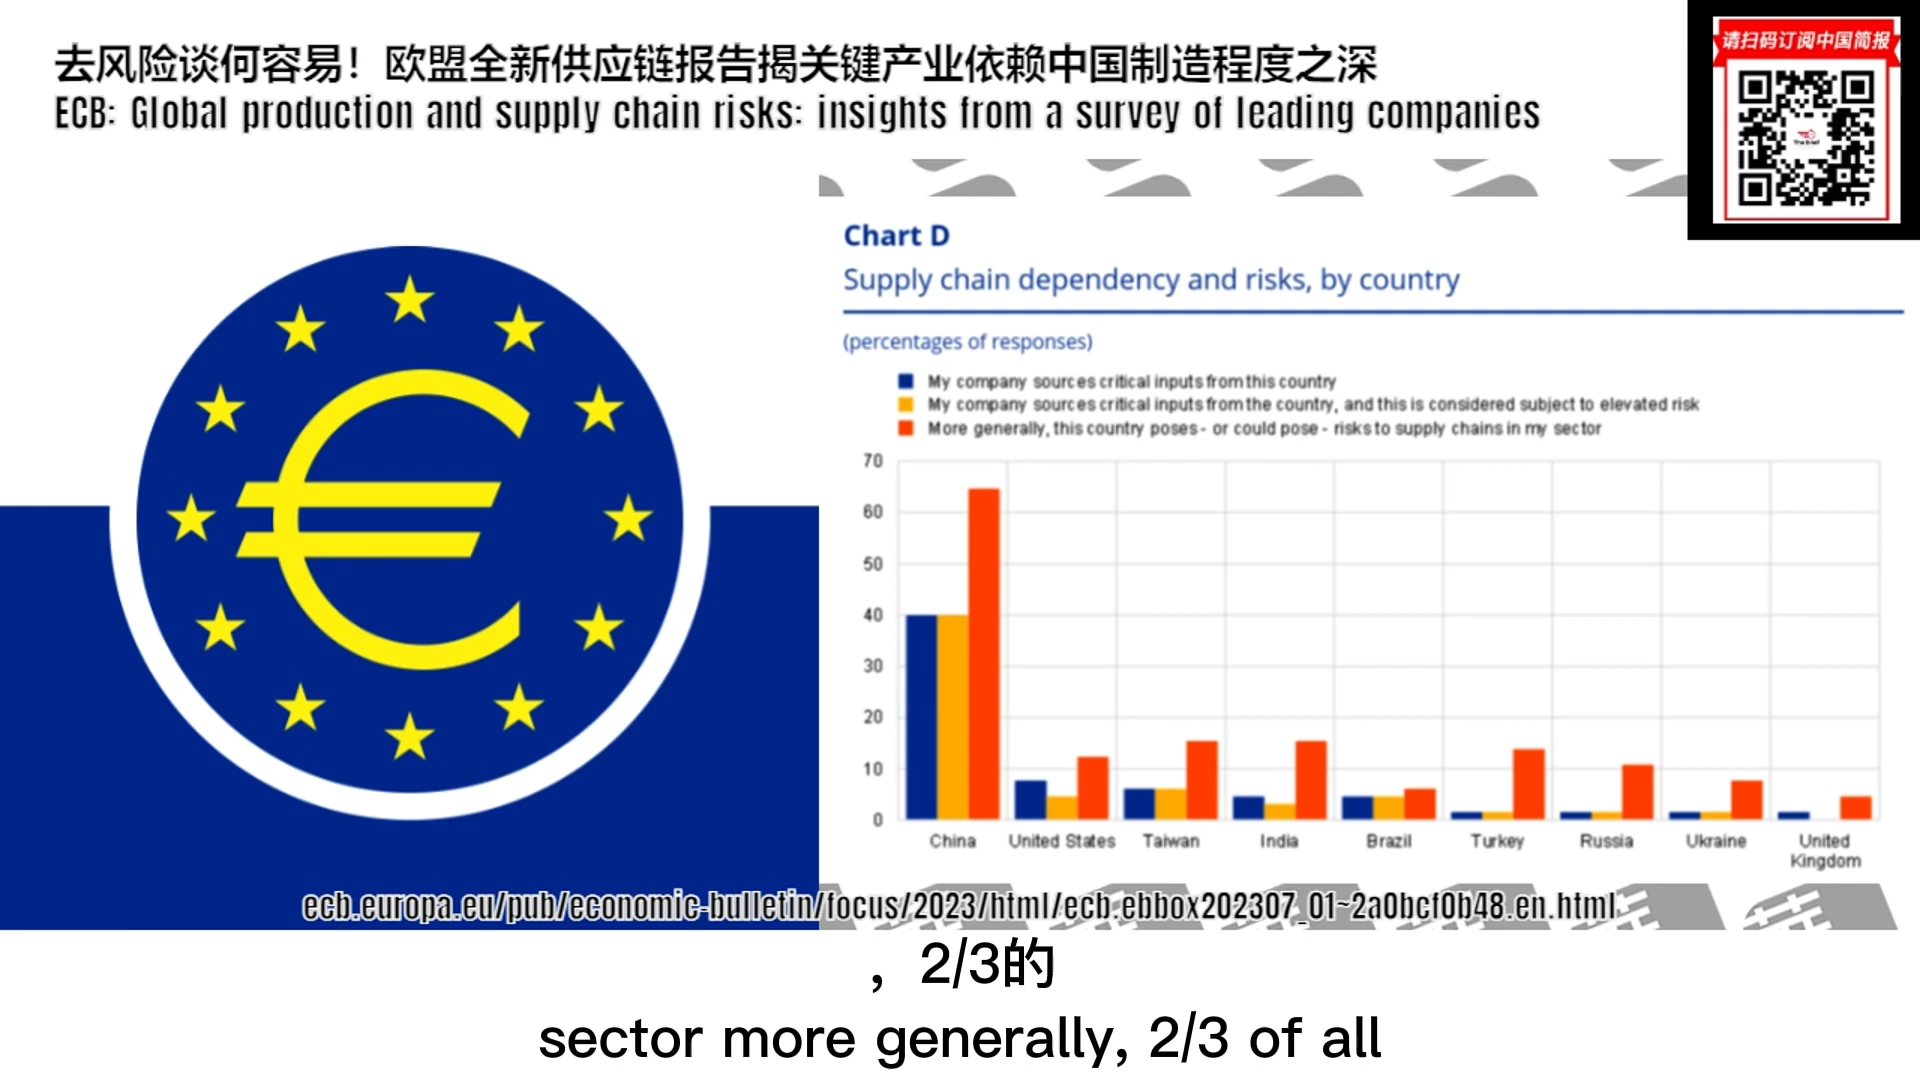 去风险谈何容易！欧盟全新供应链报告揭关键产业依赖中国制造程度之深
ECB: Global production and supply chain risks: insights from a survey of leading companies
请扫码订阅中国简报
Chart D
Supply chain dependency and risks, by country
(percentages of responses)
My company sources critical inputs from this country
My company sources critical inputs from the country, and this is considered subject to elevated risk
More generally, this country poses - or could pose - risks to supply chains in my sector
70
60
50
40
30
20
10
0
China United States Taiwan India Brazil Turkey Russia Ukraine United Kingdom
ecb.europa.eu/pub/economic-bulletin/focus/2023/html/ecb.ebbox202307_01~2a0bcf0b48.en.html
，2/3的
sector more generally, 2/3 of all